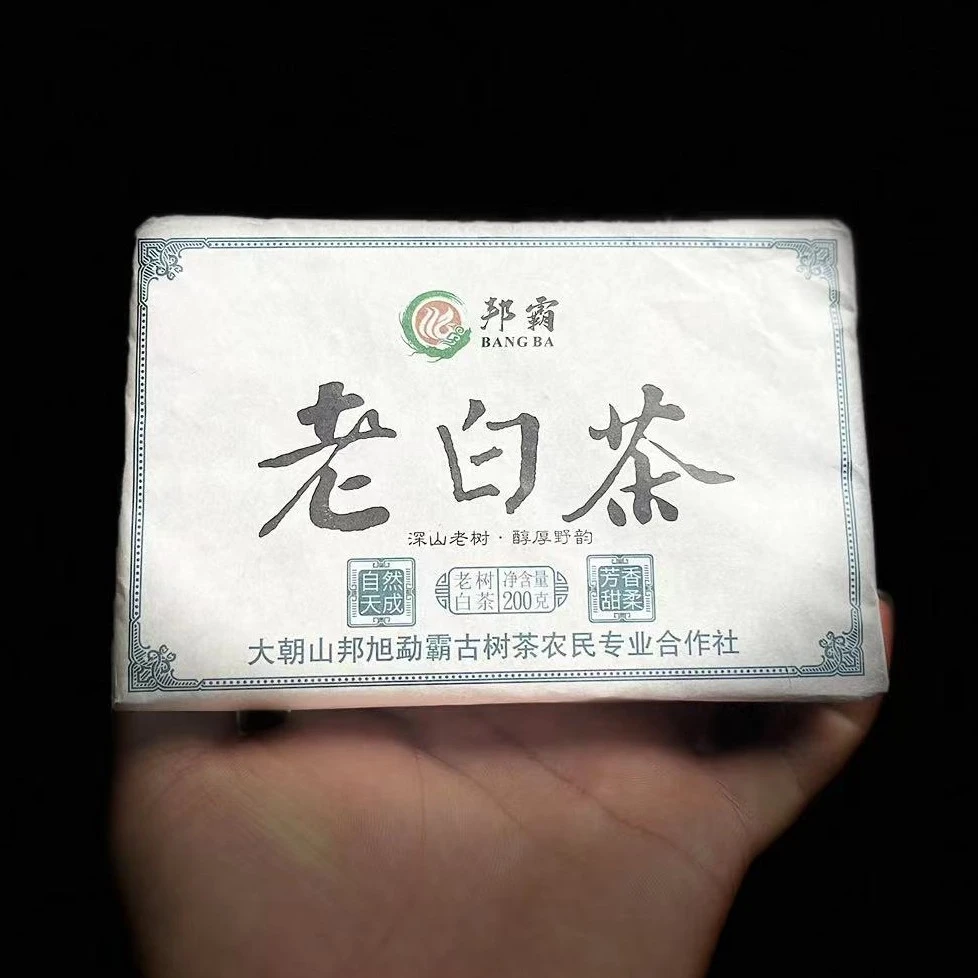 邦霸
BANG BA
老白茶
深山老树·醇厚野韵
自然
天成
老树
白茶
净含量
200克
芳香
甜柔
大朝山邦旭勐霸古树茶农民专业合作社